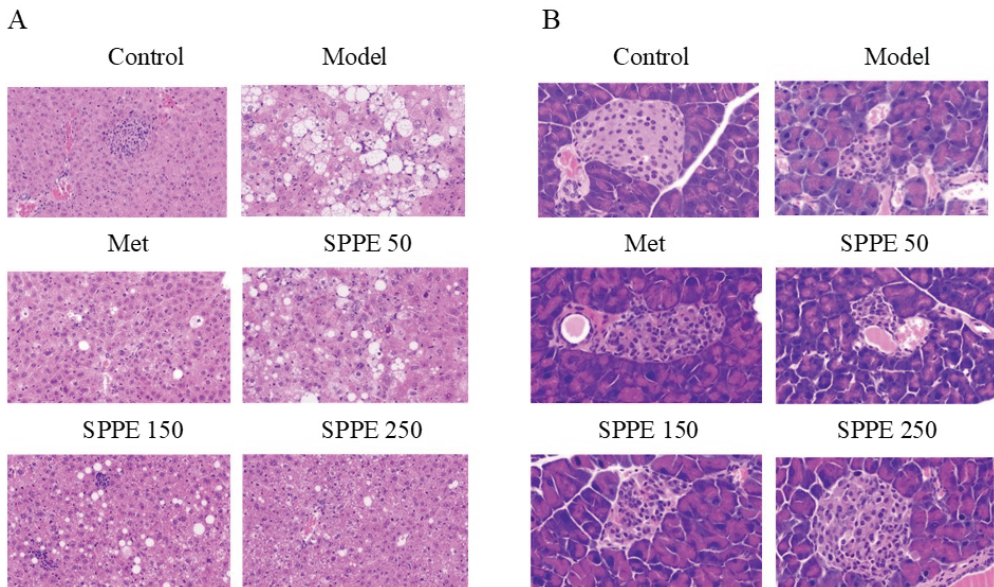 A
Control Model
Met SPPE 50
SPPE 150 SPPE 250
B
Control Model
Met SPPE 50
SPPE 150 SPPE 250